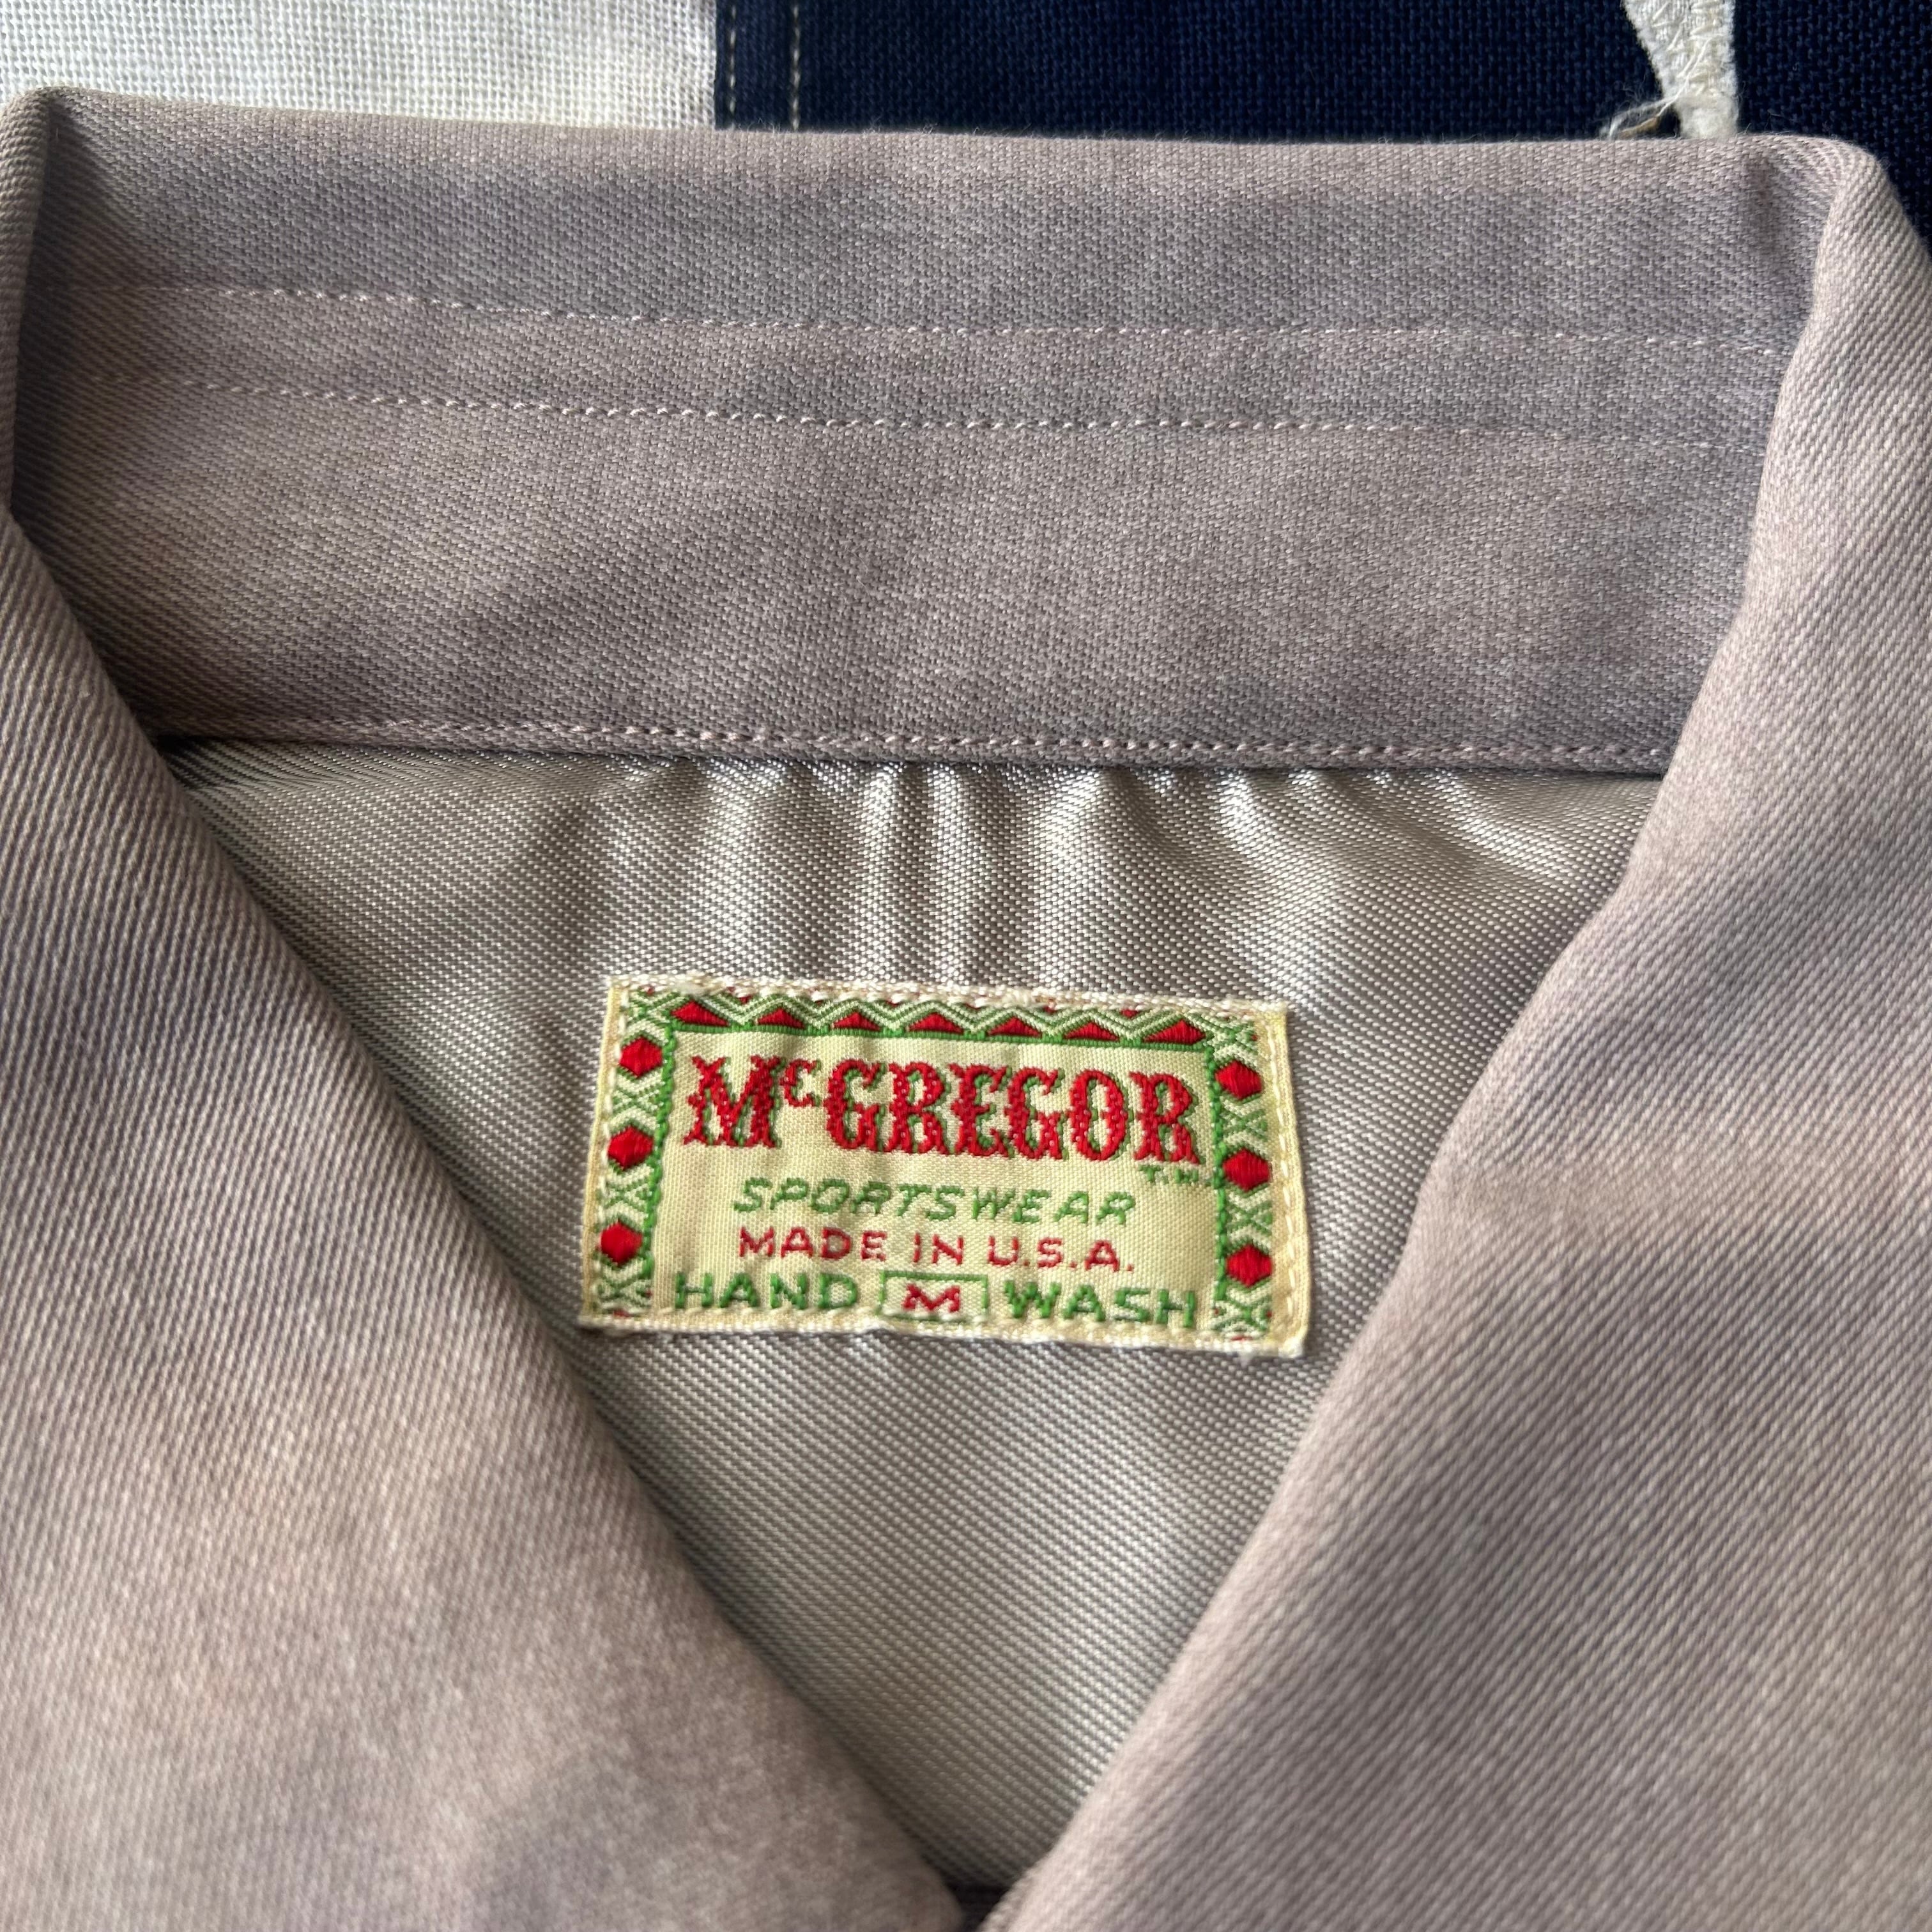 McGREGOR
T.M.
SPORTSWEAR
MADE IN U.S.A.
HAND M WASH